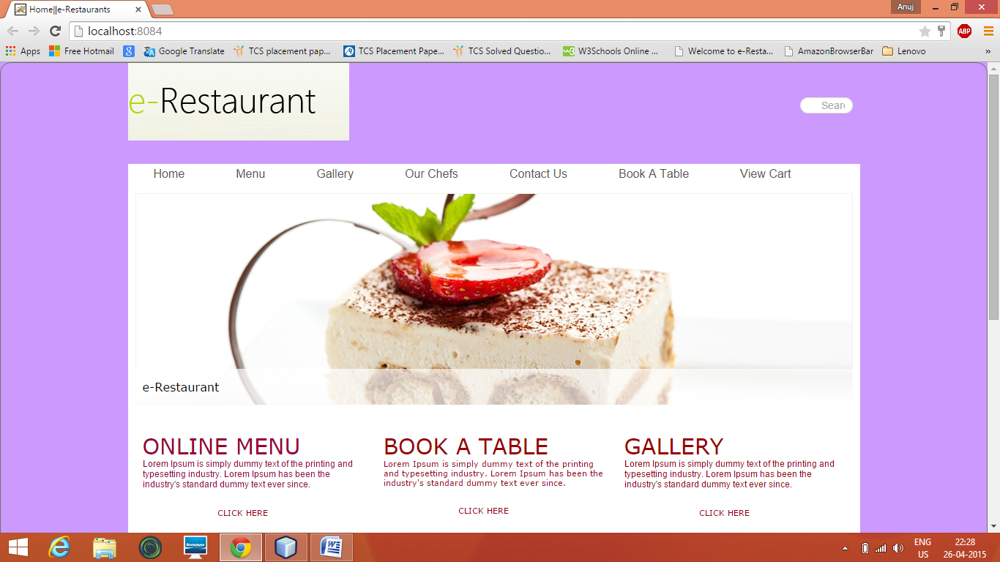 Home||e-Restaurants
Anuj
localhost:8084
ABP
Apps
Free Hotmail
Google Translate
TCS placement pap...
TCS Placement Pape...
TCS Solved Questio...
W3Schools Online ...
Welcome to e-Resta...
AmazonBrowserBar
Lenovo
»
e-Restaurant
Sear
Home
Menu
Gallery
Our Chefs
Contact Us
Book A Table
View Cart
e-Restaurant
ONLINE MENU
Lorem Ipsum is simply dummy text of the printing and
typesetting industry. Lorem Ipsum has been the
industry's standard dummy text ever since.
CLICK HERE
BOOK A TABLE
Lorem Ipsum is simply dummy text of the printing
and typesetting industry. Lorem Ipsum has been the
industry's standard dummy text ever since.
CLICK HERE
GALLERY
Lorem Ipsum is simply dummy text of the printing and
typesetting industry. Lorem Ipsum has been the
industry's standard dummy text ever since.
CLICK HERE
lenovo
ENG
US
22:28
26-04-2015